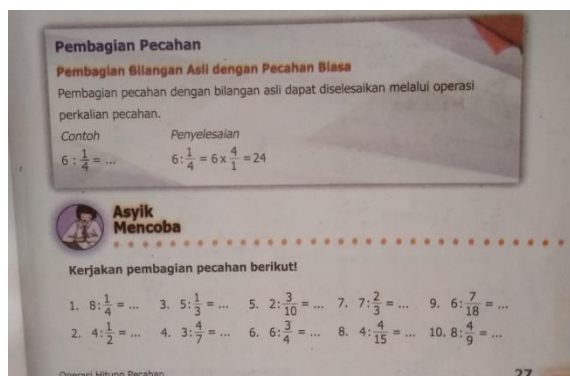 Pembagian Pecahan
Pembagian Bilangan Asli dengan Pecahan Biasa
Pembagian pecahan dengan bilangan asli dapat diselesaikan melalui operasi
perkalian pecahan.
Contoh Penyelesaian
6 : 1/4 = ... 6 : 1/4 = 6 x 4/1 = 24
Asyik
Mencoba
Kerjakan pembagian pecahan berikut!
1. 8 : 1/4 = ... 3. 5 : 1/3 = ... 5. 2 : 3/10 = ... 7. 7 : 2/3 = ... 9. 6 : 7/18 = ...
2. 4 : 1/2 = ... 4. 3 : 4/7 = ... 6. 6 : 3/4 = ... 8. 4 : 4/15 = ... 10. 8 : 4/9 = ...
Operasi Hitung Pecahan 27